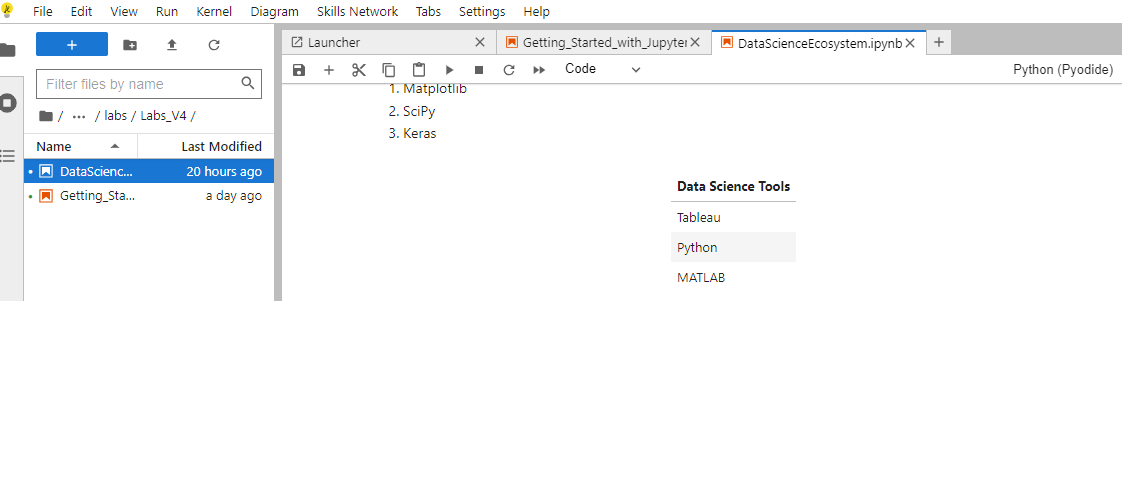 File Edit View Run Kernel Diagram Skills Network Tabs Settings Help
Launcher
Getting_Started_with_Jupyter
DataScienceEcosystem.ipynb
Code
Python (Pyodide)
Filter files by name
/ ... / labs / Labs_V4 /
Name Last Modified
DataScienc... 20 hours ago
Getting_Sta... a day ago
1. Matplotlib
2. SciPy
3. Keras
Data Science Tools
Tableau
Python
MATLAB